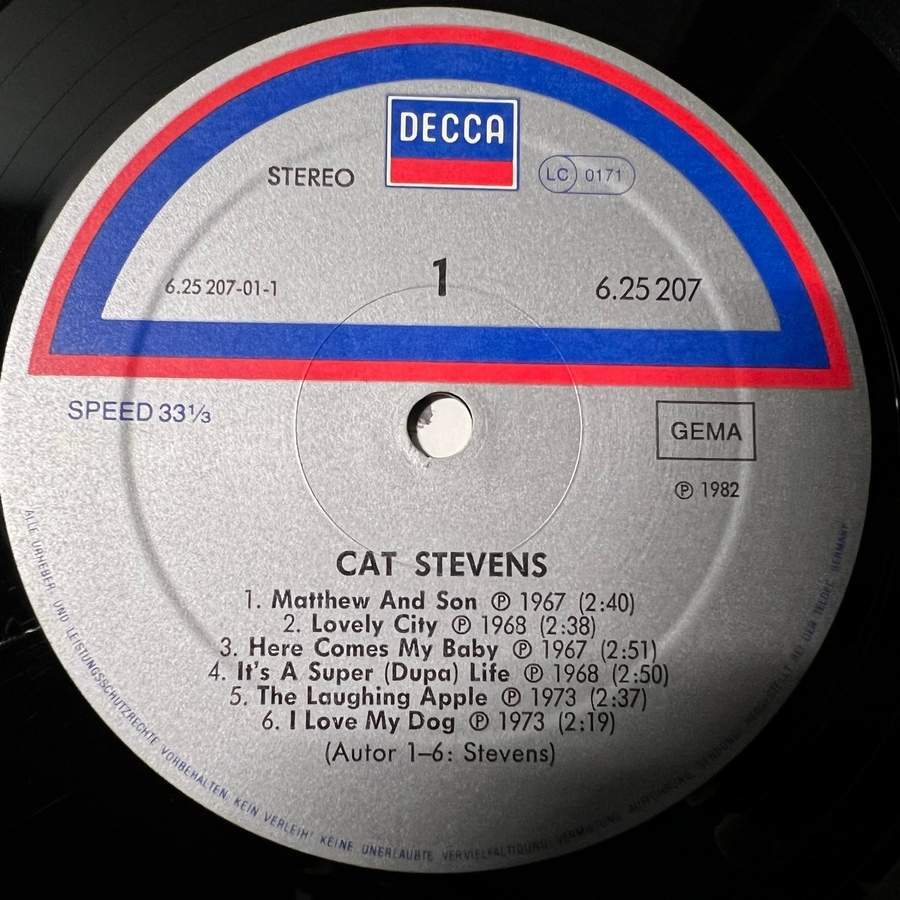 DECCA
STEREO
LC 0171
6.25 207-01-1
1
6.25 207
SPEED 33⅓
GEMA
℗ 1982
CAT STEVENS
1. Matthew And Son ℗ 1967 (2:40)
2. Lovely City ℗ 1968 (2:38)
3. Here Comes My Baby ℗ 1967 (2:51)
4. It's A Super (Dupa) Life ℗ 1968 (2:50)
5. The Laughing Apple ℗ 1973 (2:37)
6. I Love My Dog ℗ 1973 (2:19)
(Autor 1–6: Stevens)
ALLE URHEBER- UND LEISTUNGSSCHUTZRECHTE VORBEHALTEN. KEIN VERLEIH! KEINE UNERLAUBTE VERVIELFÄLTIGUNG, VERMIETUNG, AUFFÜHRUNG, SENDUNG!